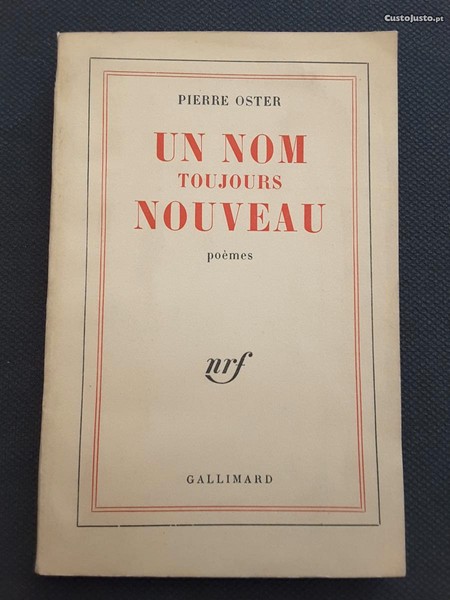 CustoJusto.pt
PIERRE OSTER
UN NOM
TOUJOURS
NOUVEAU
poèmes
nrf
GALLIMARD